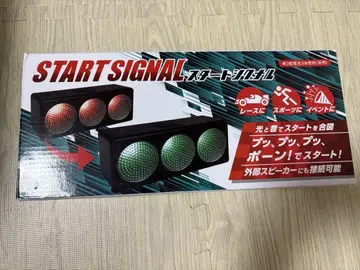 START SIGNAL スタートシグナル
レースに
スポーツに
イベントに
光と音でスタートを合図
プッ、プッ、プッ、
ポーン!でスタート!
外部スピーカーにも接続可能